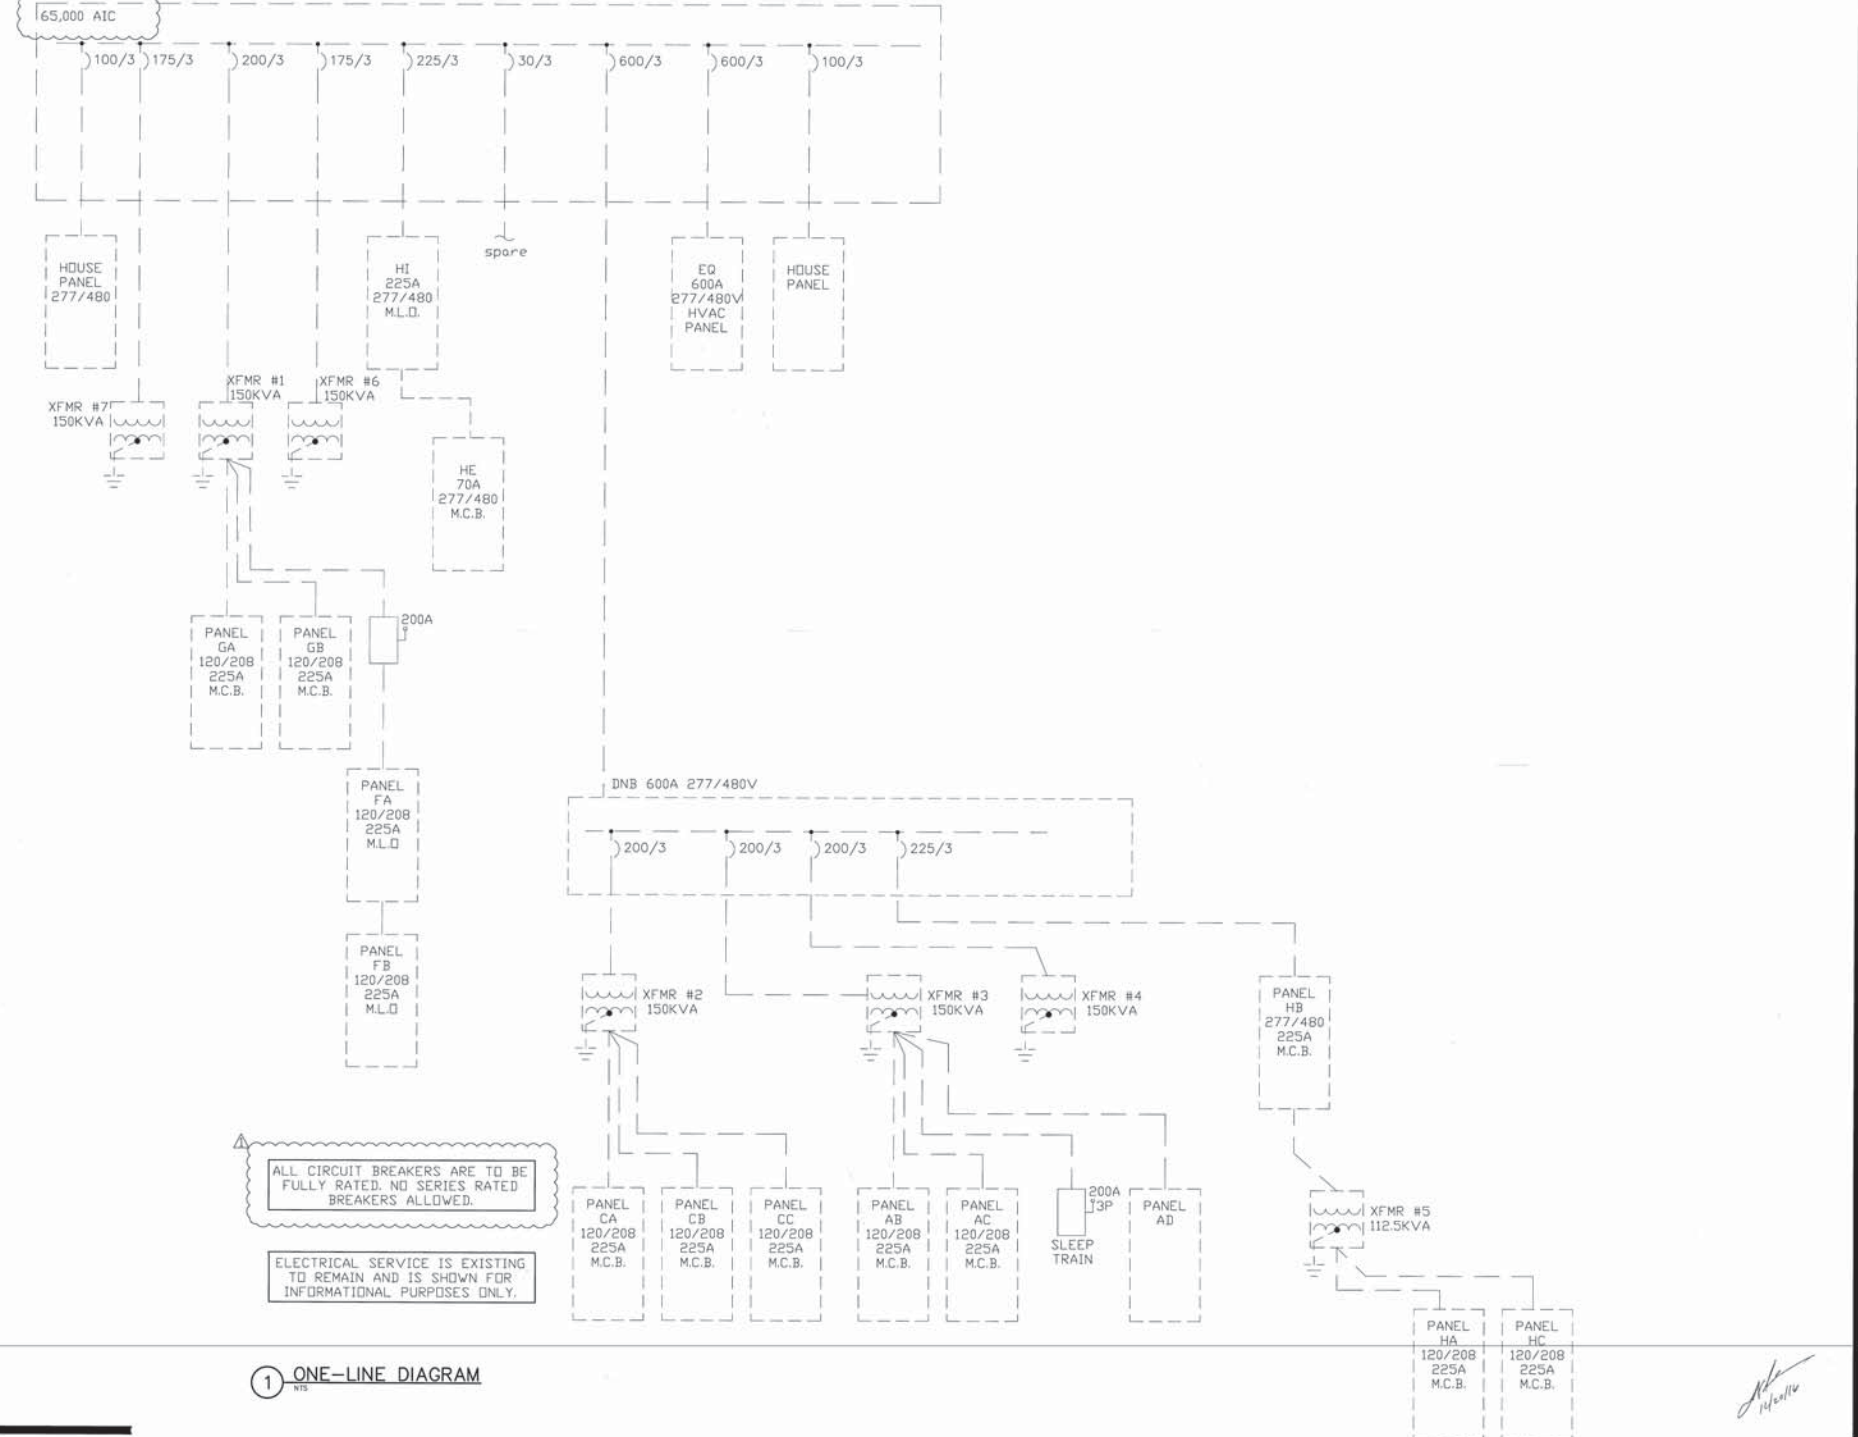 65,000 AIC
100/3
175/3
200/3
175/3
225/3
30/3
600/3
600/3
100/3
HOUSE
PANEL
277/480
HI
225A
277/480
M.L.O.
spare
EQ
600A
277/480V
HVAC
PANEL
HOUSE
PANEL
XFMR #7
150KVA
XFMR #1
150KVA
XFMR #6
150KVA
HE
70A
277/480
M.C.B.
PANEL
GA
120/208
225A
M.C.B.
PANEL
GB
120/208
225A
M.C.B.
200A
PANEL
FA
120/208
225A
M.L.O
PANEL
FB
120/208
225A
M.L.O
DNB 600A 277/480V
200/3
200/3
200/3
225/3
XFMR #2
150KVA
XFMR #3
150KVA
XFMR #4
150KVA
PANEL
HB
277/480
225A
M.C.B.
1
ALL CIRCUIT BREAKERS ARE TO BE
FULLY RATED. NO SERIES RATED
BREAKERS ALLOWED.
ELECTRICAL SERVICE IS EXISTING
TO REMAIN AND IS SHOWN FOR
INFORMATIONAL PURPOSES ONLY.
PANEL
CA
120/208
225A
M.C.B.
PANEL
CB
120/208
225A
M.C.B.
PANEL
CC
120/208
225A
M.C.B.
PANEL
AB
120/208
225A
M.C.B.
PANEL
AC
120/208
225A
M.C.B.
200A
3P
SLEEP
TRAIN
PANEL
AD
XFMR #5
112.5KVA
PANEL
HA
120/208
225A
M.C.B.
PANEL
HC
120/208
225A
M.C.B.
1 ONE-LINE DIAGRAM
NTS